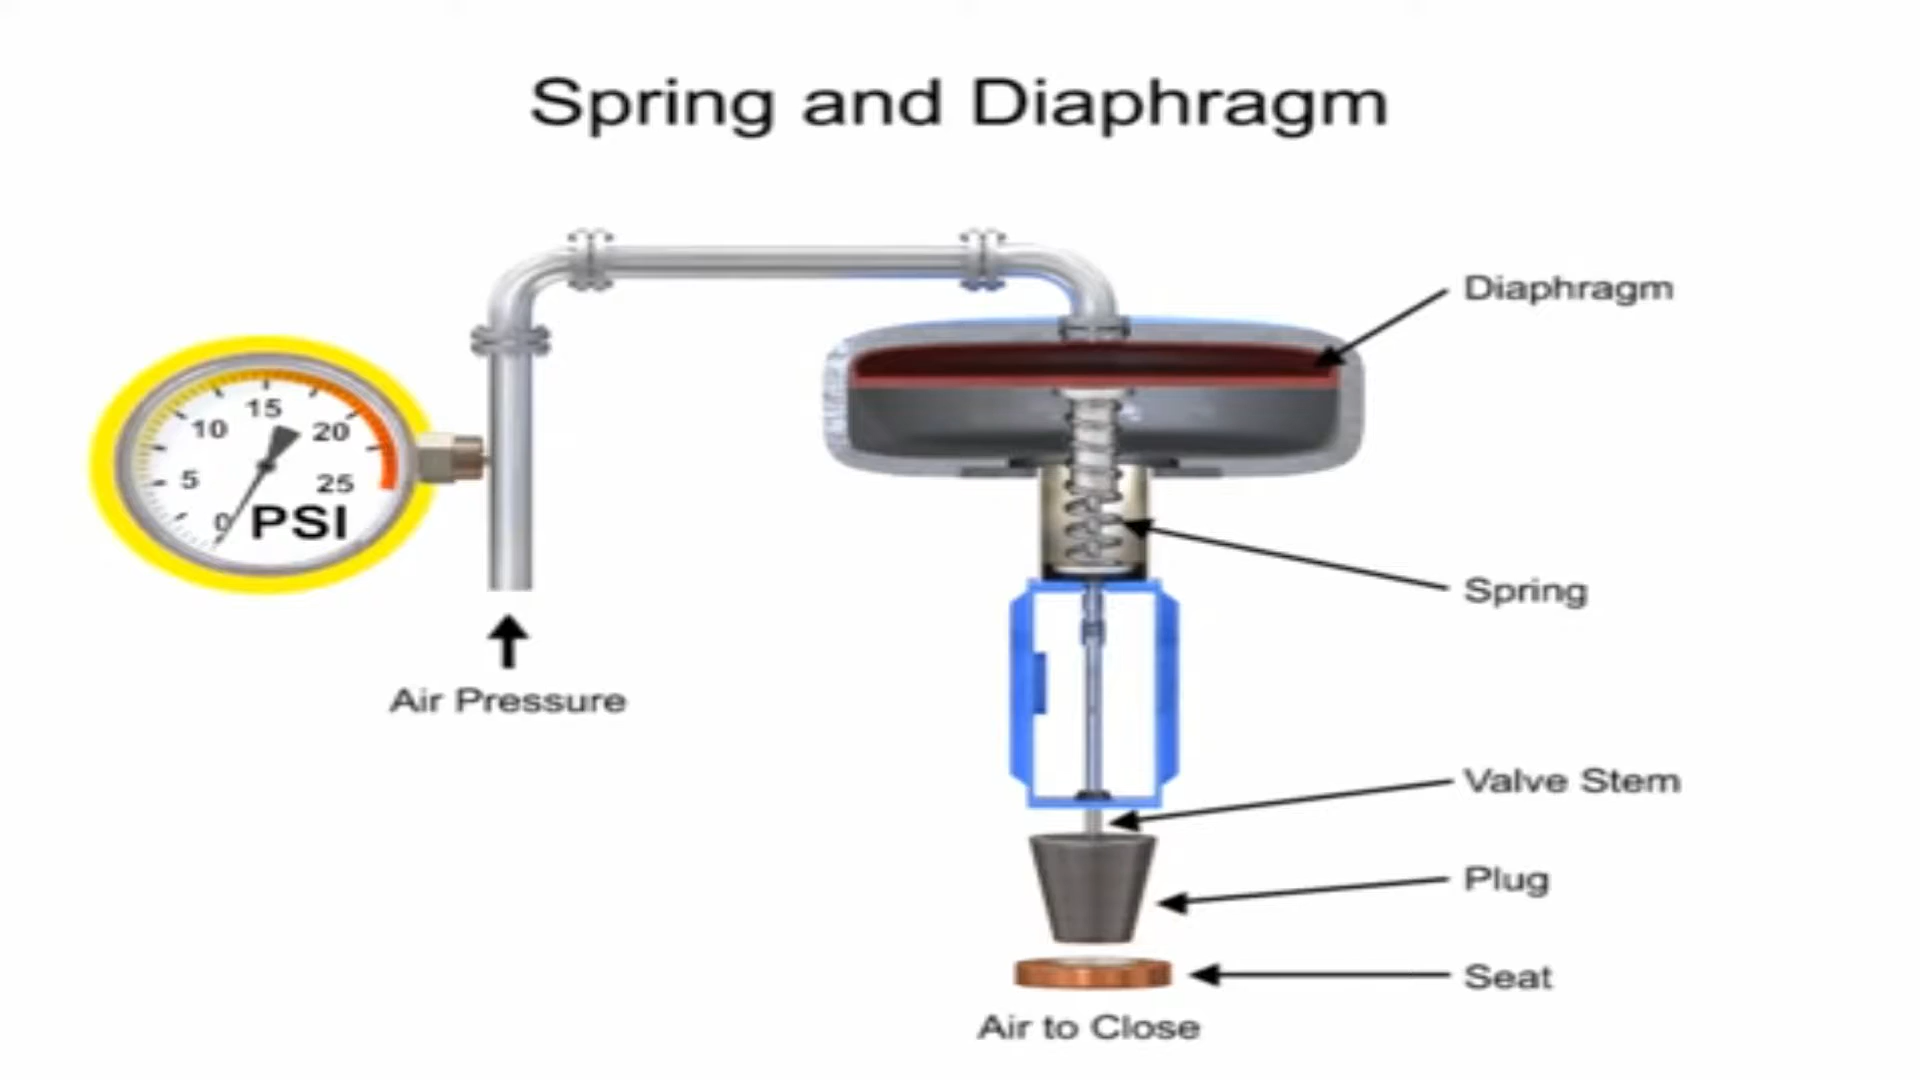 Spring and Diaphragm
Diaphragm
15
10
20
5
25
0
PSI
Spring
Air Pressure
Valve Stem
Plug
Seat
Air to Close